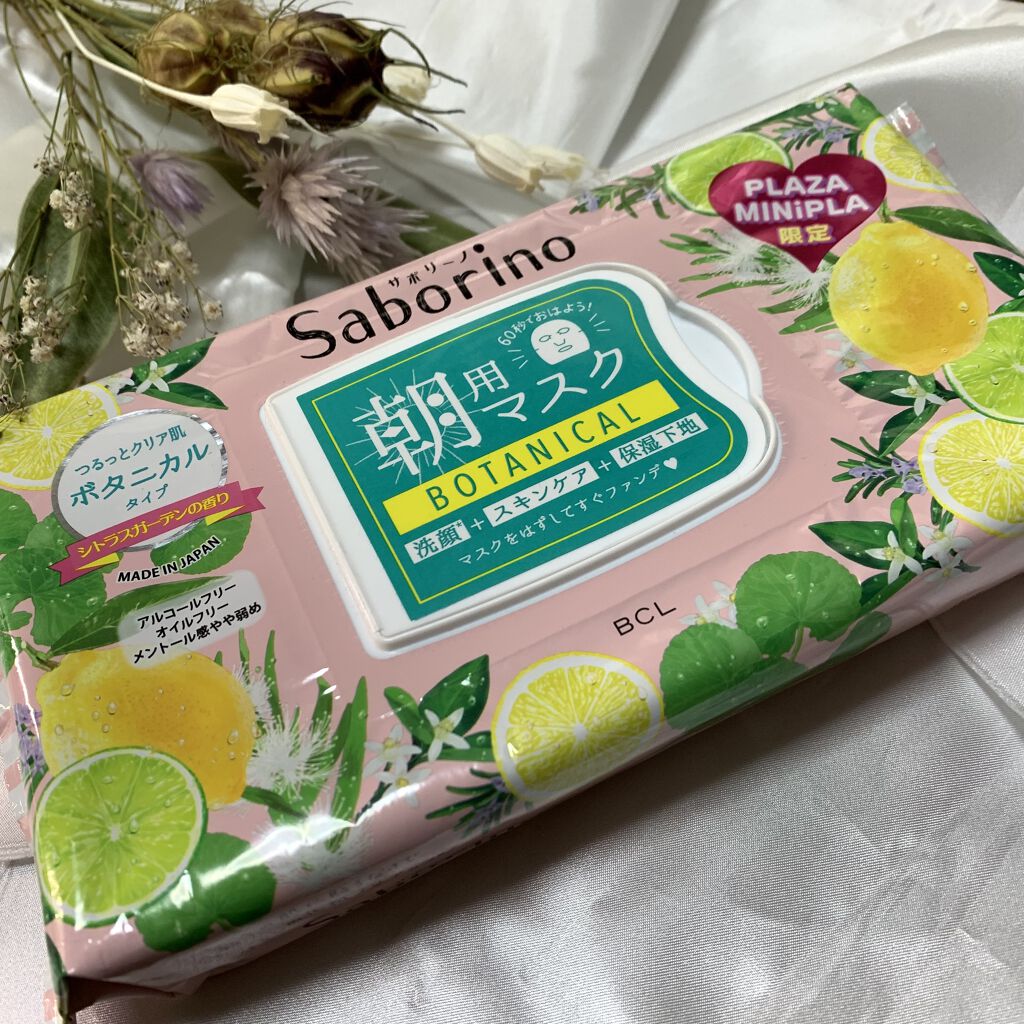 PLAZA
MINiPLA
限定
サボリーノ
Saborino
60秒でおはよう!
朝用マスク
BOTANICAL
洗顔*+スキンケア+保湿下地
マスクをはずしてすぐファンデ♥
つるっとクリア肌
ボタニカル
タイプ
シトラスガーデンの香り
MADE IN JAPAN
アルコールフリー
オイルフリー
メントール感やや弱め
BCL